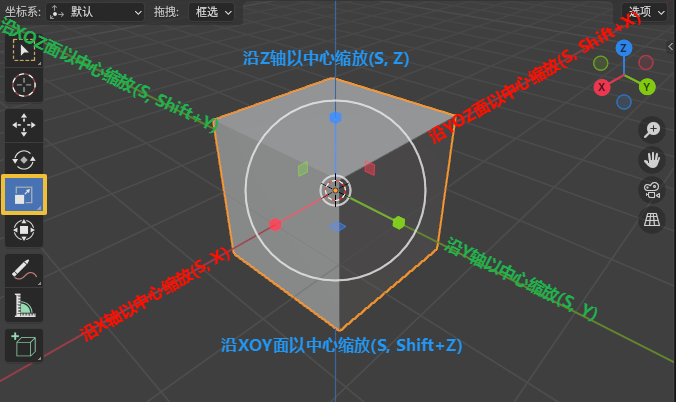 坐标系: 默认 拖拽: 框选 选项
沿XOZ面以中心缩放(S, Shift+Y)
沿Z轴以中心缩放(S, Z)
沿YOZ面以中心缩放(S, Shift+X)
Z
X
Y
沿X轴以中心缩放(S, X)
沿Y轴以中心缩放(S, Y)
沿XOY面以中心缩放(S, Shift+Z)